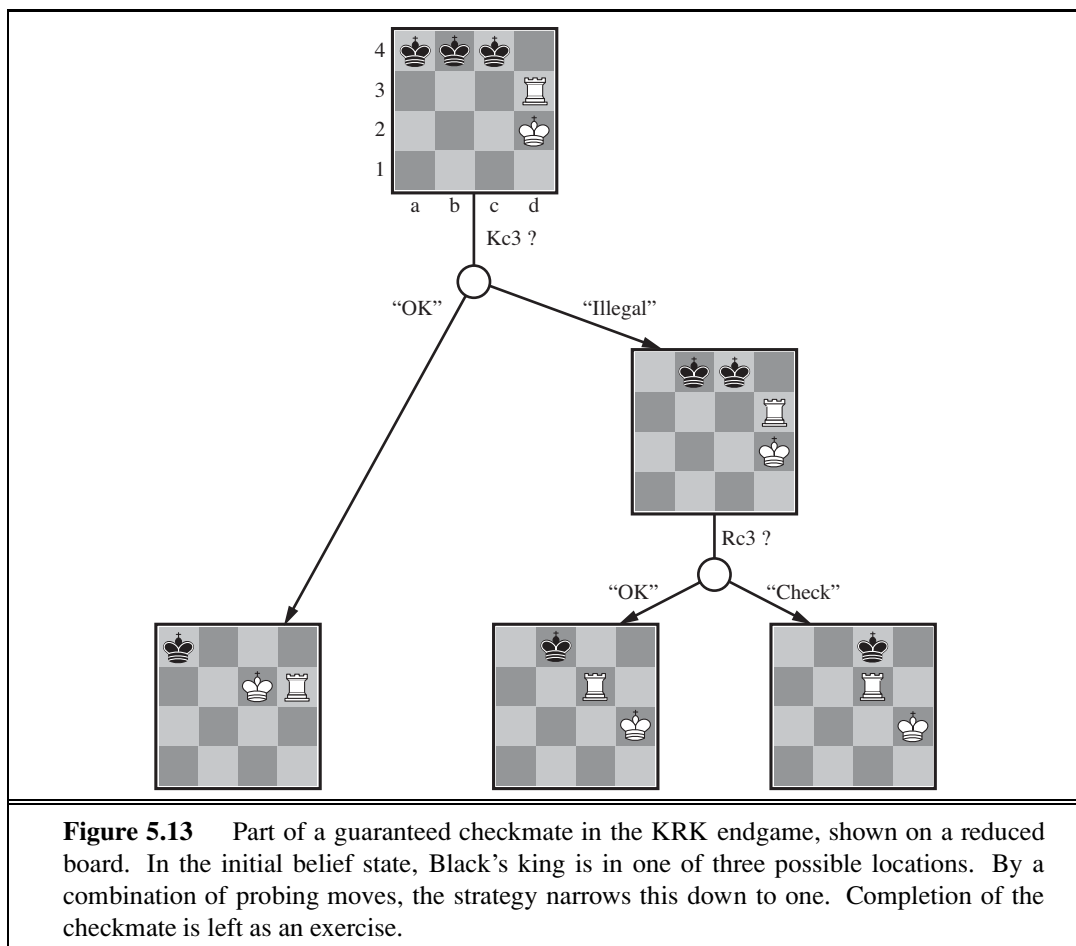 4
3
2
1
a b c d
Kc3 ?
“OK” “Illegal”
Rc3 ?
“OK” “Check”
Figure 5.13 Part of a guaranteed checkmate in the KRK endgame, shown on a reduced
board. In the initial belief state, Black’s king is in one of three possible locations. By a
combination of probing moves, the strategy narrows this down to one. Completion of the
checkmate is left as an exercise.